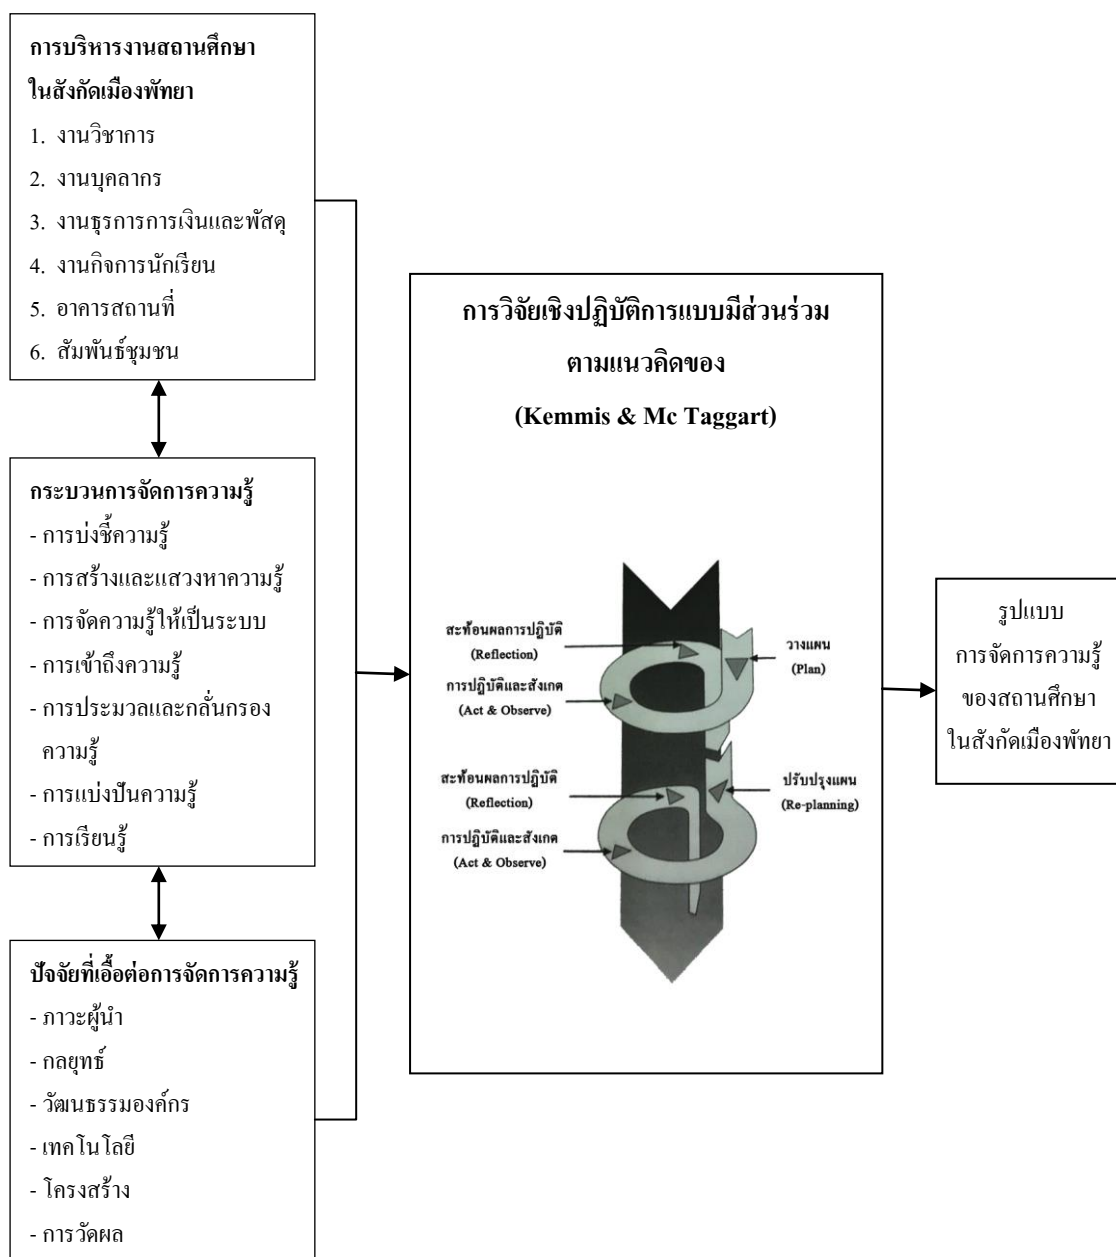 การบริหารงานสถานศึกษา
ในสังกัดเมืองพัทยา
1. งานวิชาการ
2. งานบุคลากร
3. งานธุรการการเงินและพัสดุ
4. งานกิจการนักเรียน
5. อาคารสถานที่
6. สัมพันธ์ชุมชน
กระบวนการจัดการความรู้
- การบ่งชี้ความรู้
- การสร้างและแสวงหาความรู้
- การจัดความรู้ให้เป็นระบบ
- การเข้าถึงความรู้
- การประมวลและกลั่นกรอง
ความรู้
- การแบ่งปันความรู้
- การเรียนรู้
ปัจจัยที่เอื้อต่อการจัดการความรู้
- ภาวะผู้นำ
- กลยุทธ์
- วัฒนธรรมองค์กร
- เทคโนโลยี
- โครงสร้าง
- การวัดผล
การวิจัยเชิงปฏิบัติการแบบมีส่วนร่วม
ตามแนวคิดของ
(Kemmis & Mc Taggart)
สะท้อนผลการปฏิบัติ
(Reflection)
วางแผน
(Plan)
การปฏิบัติและสังเกต
(Act & Observe)
สะท้อนผลการปฏิบัติ
(Reflection)
ปรับปรุงแผน
(Re-planning)
การปฏิบัติและสังเกต
(Act & Observe)
รูปแบบ
การจัดการความรู้
ของสถานศึกษา
ในสังกัดเมืองพัทยา